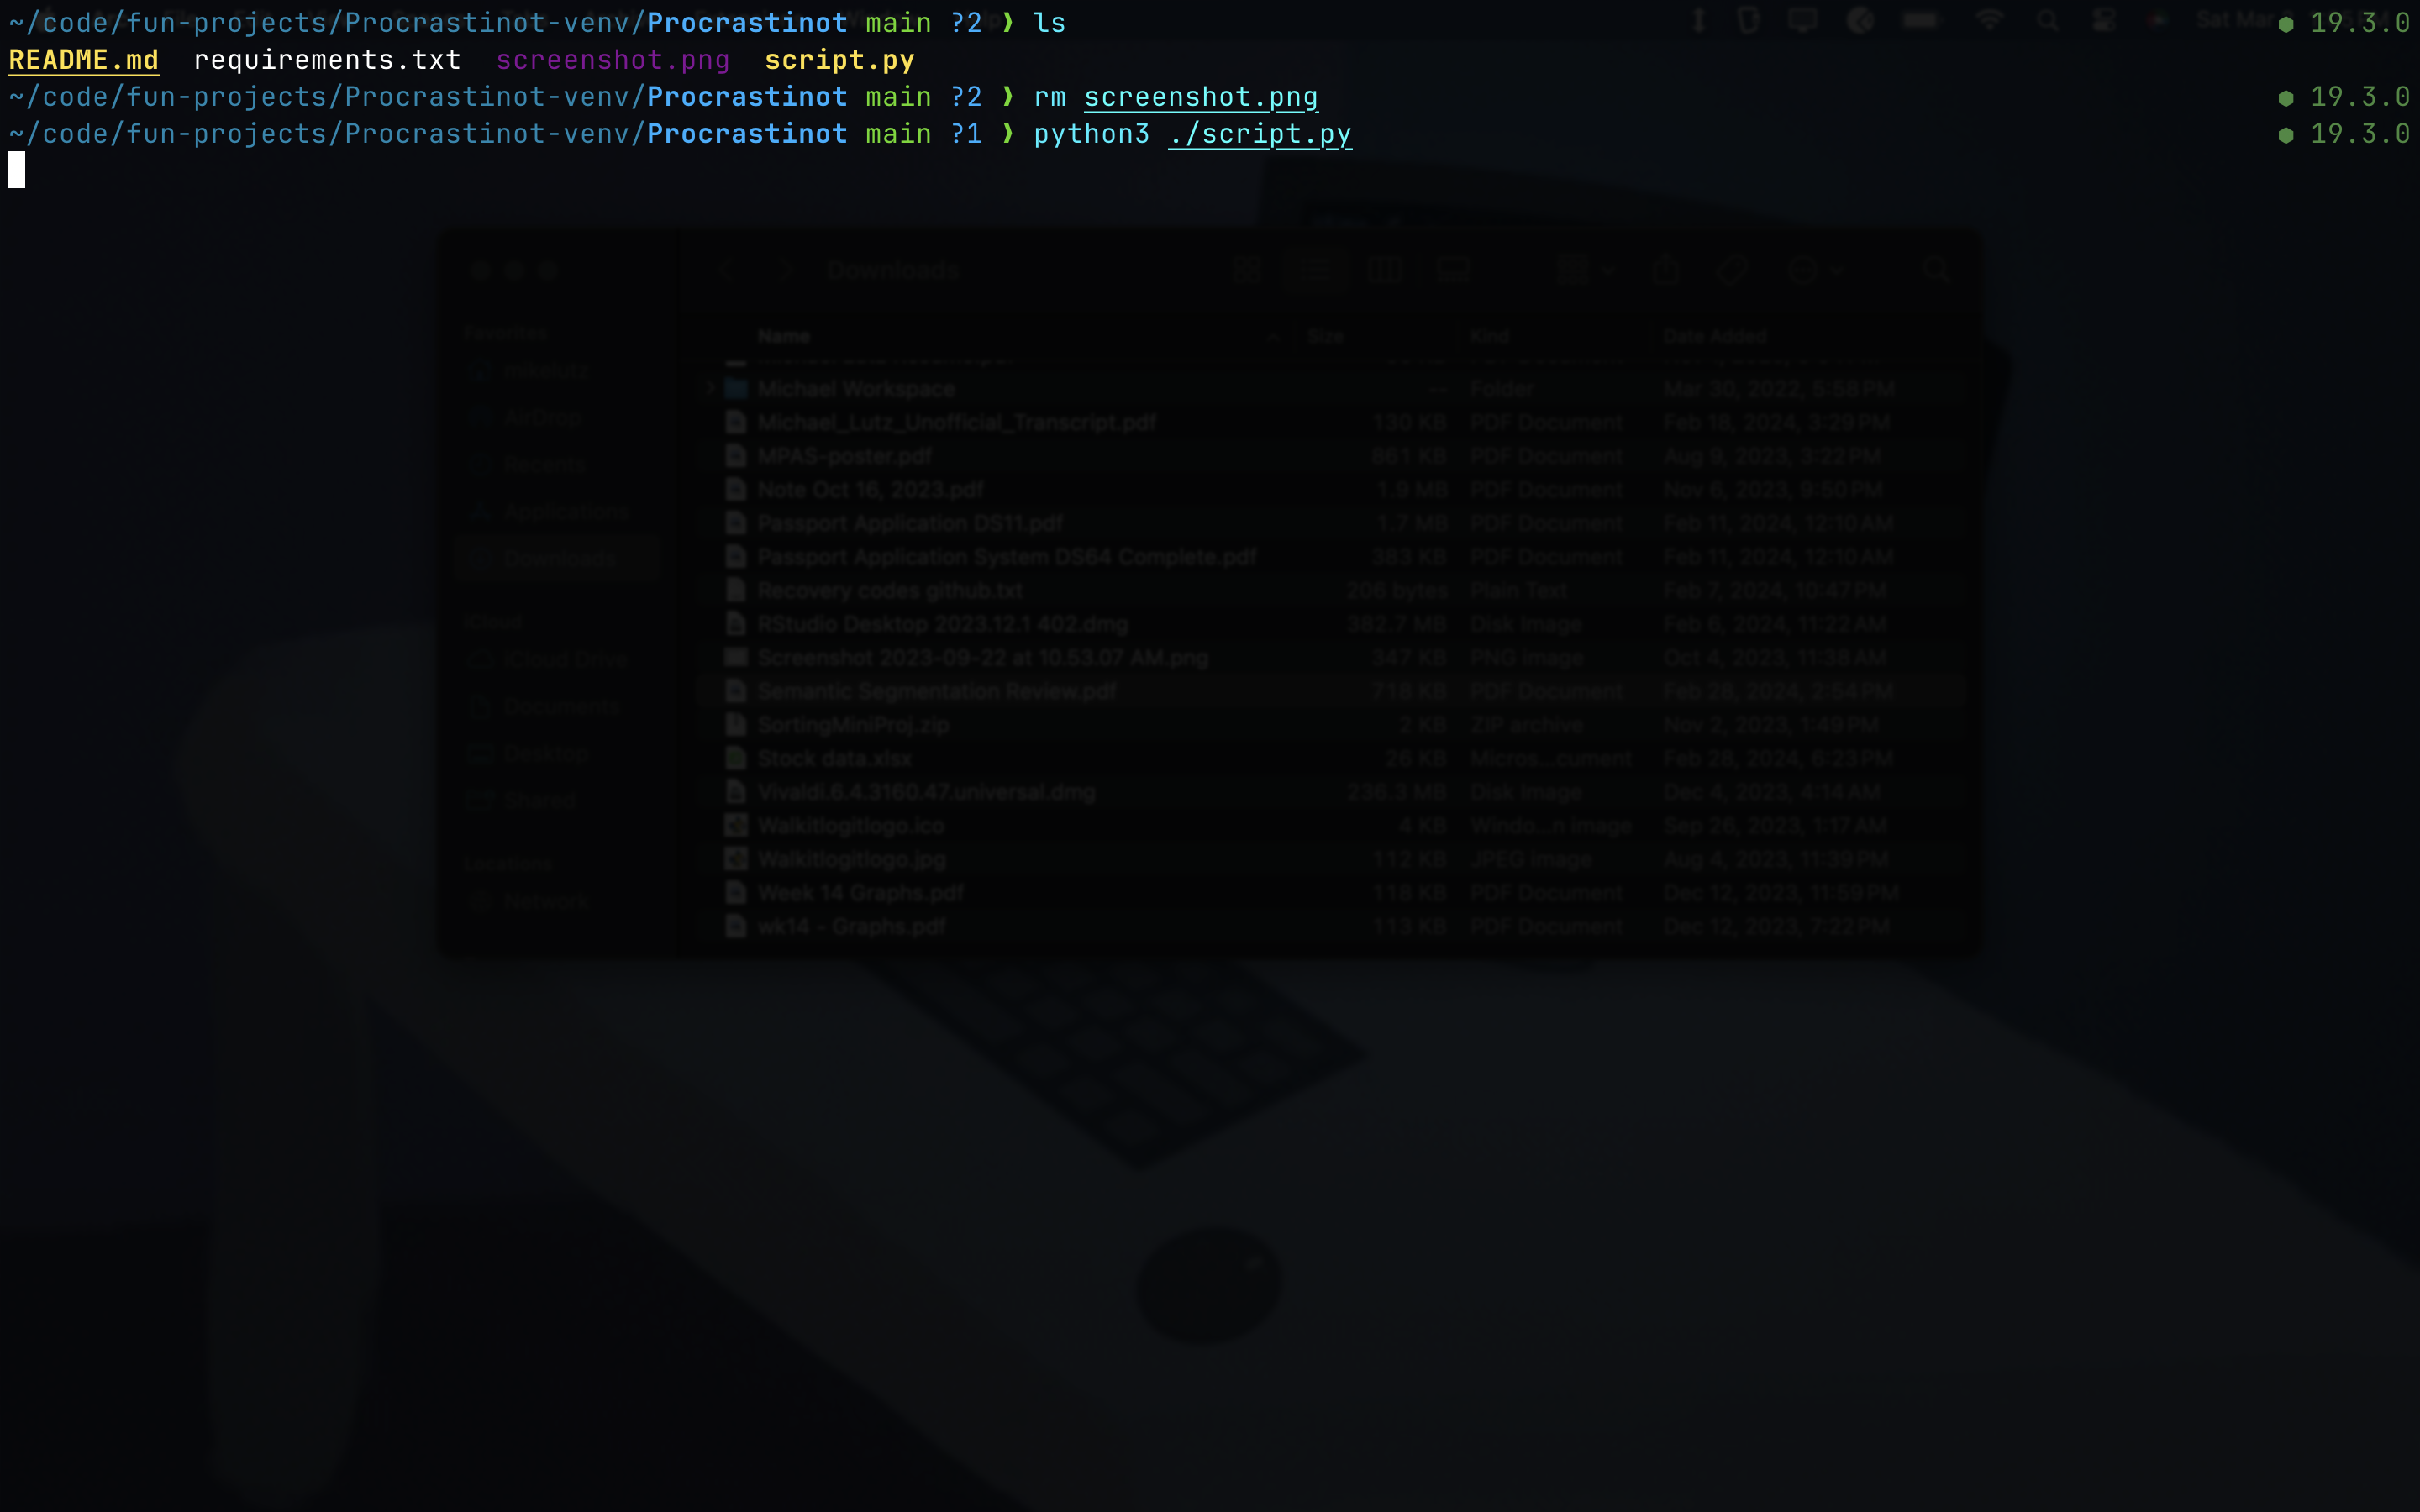 ~/code/fun-projects/Procrastinot-venv/Procrastinot main ?2 ❯ ls ⬢ 19.3.0
README.md requirements.txt screenshot.png script.py
~/code/fun-projects/Procrastinot-venv/Procrastinot main ?2 ❯ rm screenshot.png ⬢ 19.3.0
~/code/fun-projects/Procrastinot-venv/Procrastinot main ?1 ❯ python3 ./script.py ⬢ 19.3.0
Sat Mar
Downloads
Favorites
Name Size Kind Date Added
mikelutz
Michael Workspace -- Folder Mar 30, 2022, 5:58 PM
AirDrop
Michael_Lutz_Unofficial_Transcript.pdf 130 KB PDF Document Feb 18, 2024, 3:29 PM
Recents
MPAS-poster.pdf 861 KB PDF Document Aug 9, 2023, 3:22 PM
Note Oct 16, 2023.pdf 1.9 MB PDF Document Nov 6, 2023, 9:50 PM
Applications
Passport Application DS11.pdf 1.7 MB PDF Document Feb 11, 2024, 12:10 AM
Downloads
Passport Application System DS64 Complete.pdf 383 KB PDF Document Feb 11, 2024, 12:10 AM
Recovery codes github.txt 206 bytes Plain Text Feb 7, 2024, 10:47 PM
iCloud
RStudio Desktop 2023.12.1 402.dmg 382.7 MB Disk Image Feb 6, 2024, 11:22 AM
iCloud Drive
Screenshot 2023-09-22 at 10.53.07 AM.png 347 KB PNG image Oct 4, 2023, 11:38 AM
Documents
Semantic Segmentation Review.pdf 718 KB PDF Document Feb 28, 2024, 2:54 PM
SortingMiniProj.zip 2 KB ZIP archive Nov 2, 2023, 1:49 PM
Desktop
Stock data.xlsx 26 KB Micros...cument Feb 28, 2024, 6:23 PM
Shared
Vivaldi.6.4.3160.47.universal.dmg 236.3 MB Disk Image Dec 4, 2023, 4:14 AM
Walkitlogitlogo.ico 4 KB Windo...n image Sep 26, 2023, 1:17 AM
Locations
Walkitlogitlogo.jpg 112 KB JPEG image Aug 4, 2023, 11:39 PM
Network
Week 14 Graphs.pdf 118 KB PDF Document Dec 12, 2023, 11:59 PM
wk14 - Graphs.pdf 113 KB PDF Document Dec 12, 2023, 7:22 PM